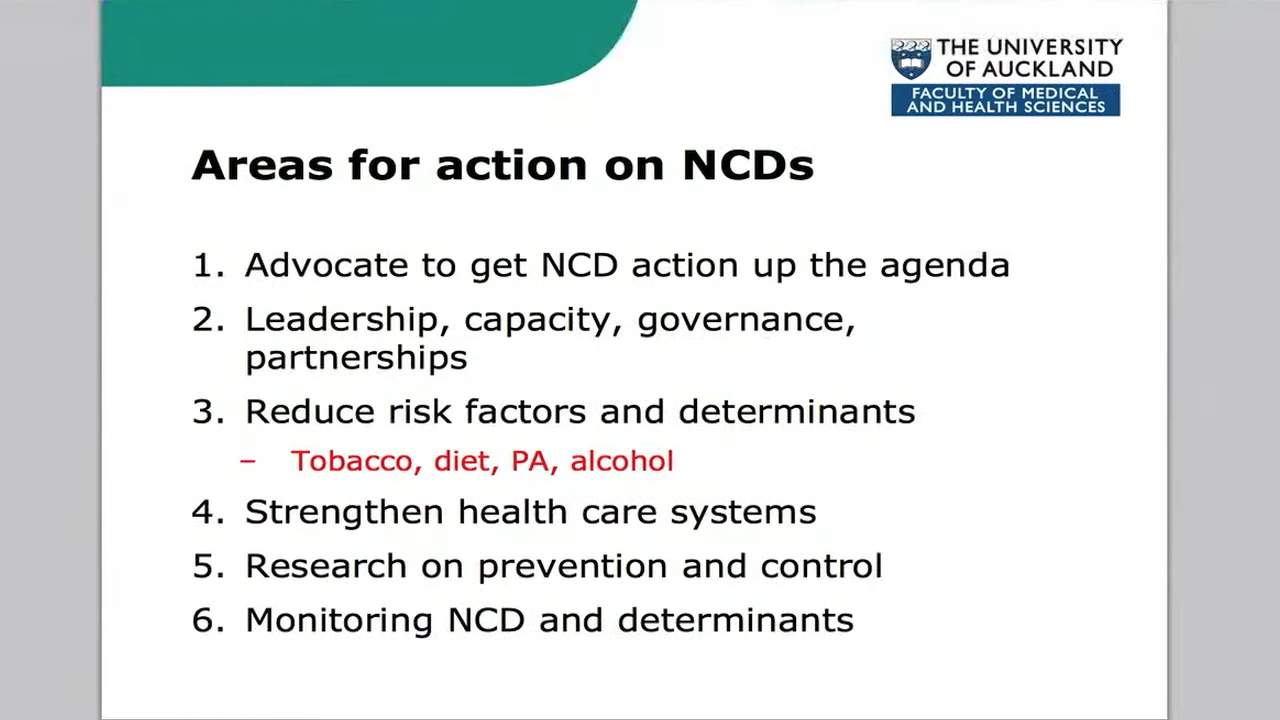 THE UNIVERSITY
OF AUCKLAND
FACULTY OF MEDICAL
AND HEALTH SCIENCES
Areas for action on NCDs
1. Advocate to get NCD action up the agenda
2. Leadership, capacity, governance,
partnerships
3. Reduce risk factors and determinants
– Tobacco, diet, PA, alcohol
4. Strengthen health care systems
5. Research on prevention and control
6. Monitoring NCD and determinants